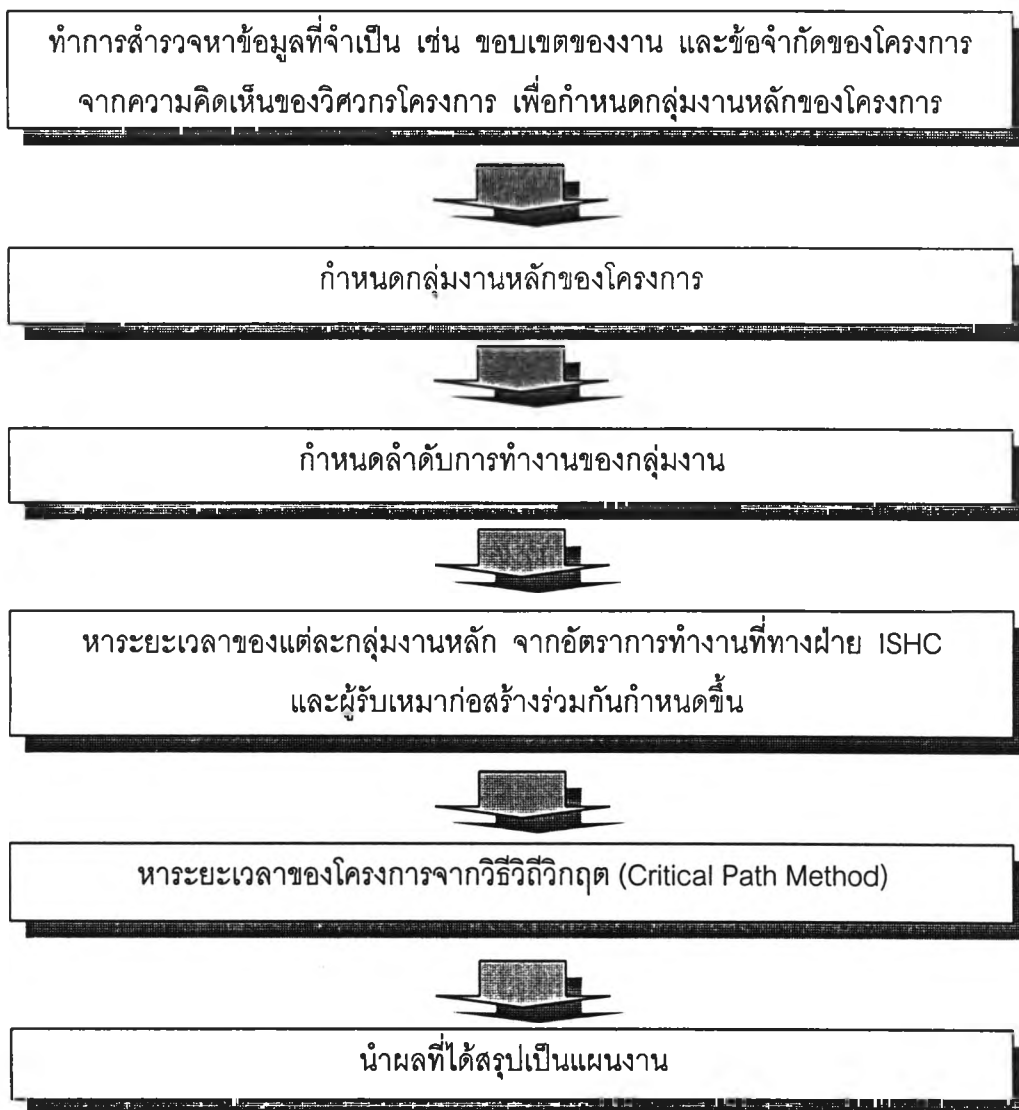 ทำการสำรวจหาข้อมูลที่จำเป็น เช่น ขอบเขตของงาน และข้อจำกัดของโครงการ
จากความคิดเห็นของวิศวกรโครงการ เพื่อกำหนดกลุ่มงานหลักของโครงการ
กำหนดกลุ่มงานหลักของโครงการ
กำหนดลำดับการทำงานของกลุ่มงาน
หาระยะเวลาของแต่ละกลุ่มงานหลัก จากอัตราการทำงานที่ทางฝ่าย ISHC
และผู้รับเหมาก่อสร้างร่วมกันกำหนดขึ้น
หาระยะเวลาของโครงการจากวิธีวิถีวิกฤต (Critical Path Method)
นำผลที่ได้สรุปเป็นแผนงาน